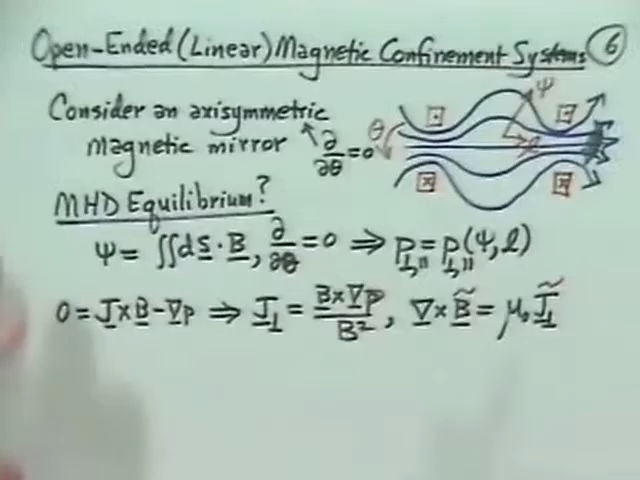 Open-Ended (Linear) Magnetic Confinement Systems 6
Consider an axisymmetric
magnetic mirror ∂/∂θ = 0
θ ψ
MHD Equilibrium?
ψ = ∬dS · B, ∂/∂θ = 0 ⇒ P⊥,∥ = P⊥,∥(ψ, l)
0 = J×B − ∇p ⇒ J⊥ = B×∇p/B², ∇×B̃ = μ₀J̃⊥